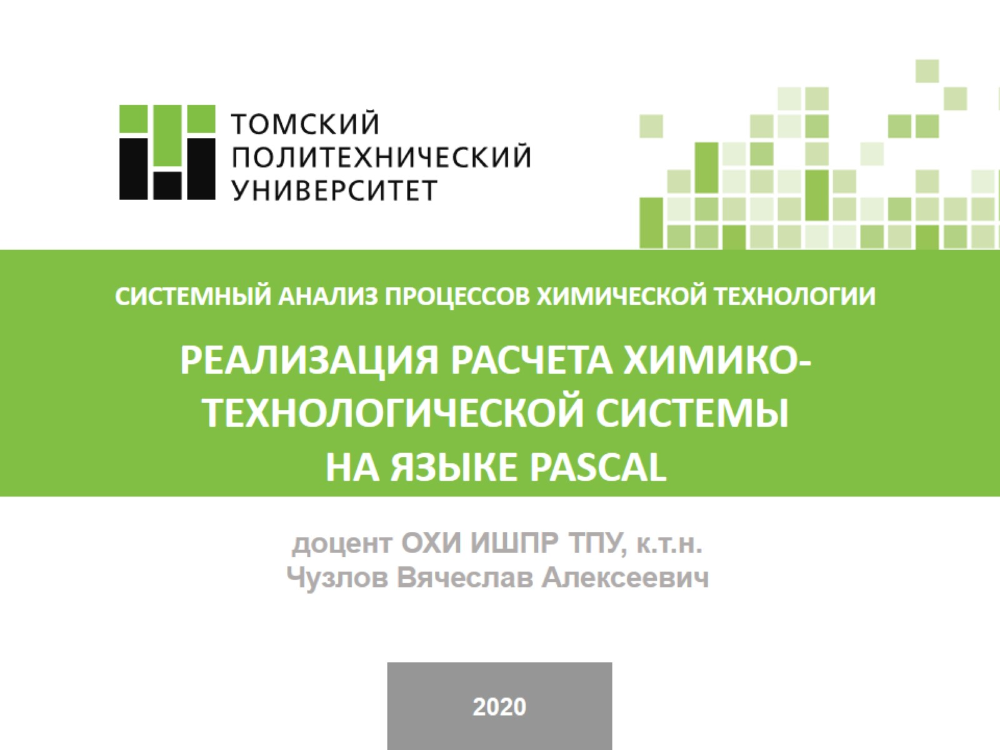 ТОМСКИЙ
ПОЛИТЕХНИЧЕСКИЙ
УНИВЕРСИТЕТ
СИСТЕМНЫЙ АНАЛИЗ ПРОЦЕССОВ ХИМИЧЕСКОЙ ТЕХНОЛОГИИ
РЕАЛИЗАЦИЯ РАСЧЕТА ХИМИКО-
ТЕХНОЛОГИЧЕСКОЙ СИСТЕМЫ
НА ЯЗЫКЕ PASCAL
доцент ОХИ ИШПР ТПУ, к.т.н.
Чузлов Вячеслав Алексеевич
2020